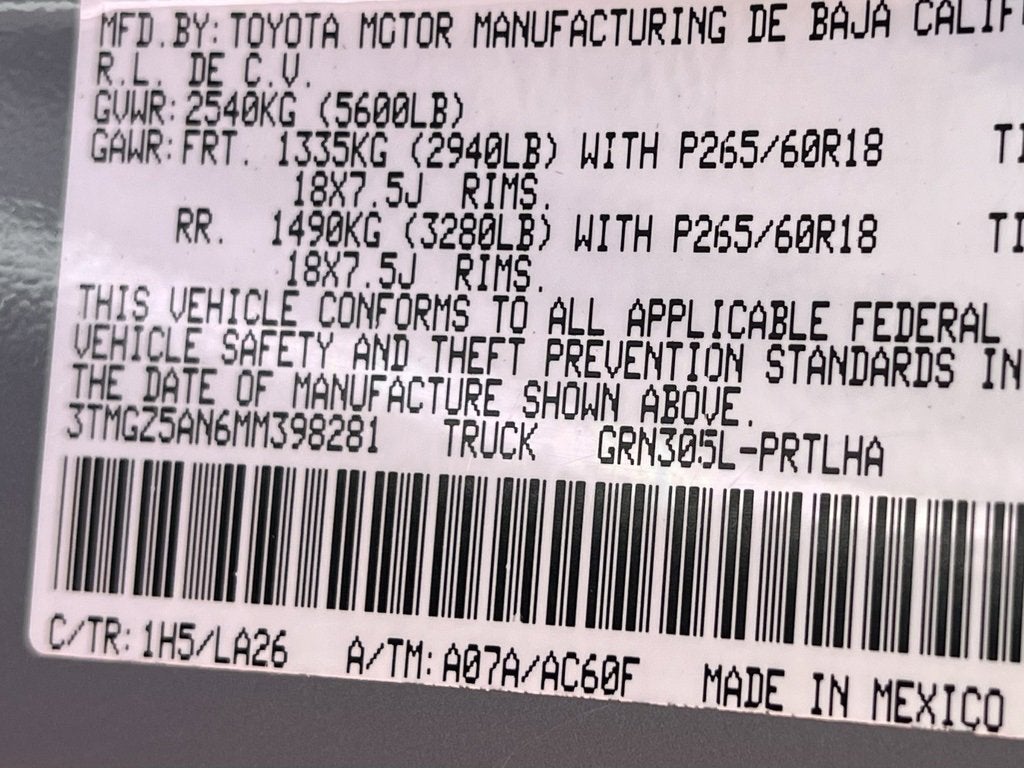 MFD.BY: TOYOTA MOTOR MANUFACTURING DE BAJA CALIF
R.L. DE C.V.
GVWR: 2540KG (5600LB)
GAWR: FRT. 1335KG (2940LB) WITH P265/60R18 TI
18X7.5J RIMS.
RR. 1490KG (3280LB) WITH P265/60R18 TI
18X7.5J RIMS.
THIS VEHICLE CONFORMS TO ALL APPLICABLE FEDERAL
VEHICLE SAFETY AND THEFT PREVENTION STANDARDS IN
THE DATE OF MANUFACTURE SHOWN ABOVE.
3TMGZ5AN6MM398281 TRUCK GRN305L-PRTLHA
C/TR: 1H5/LA26 A/TM: A07A/AC60F MADE IN MEXICO